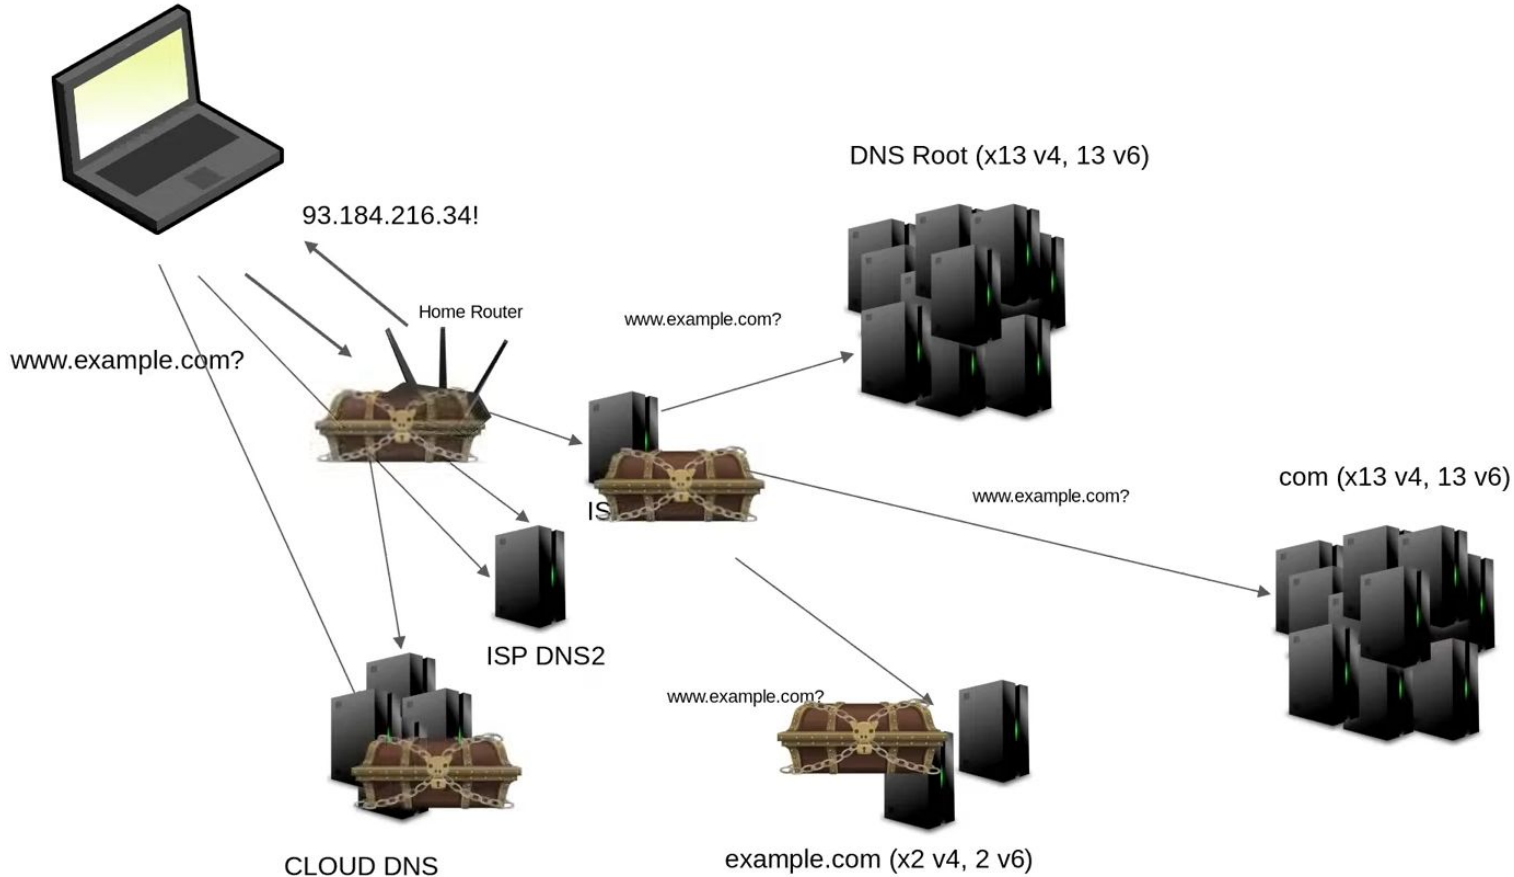 DNS Root (x13 v4, 13 v6)
93.184.216.34!
Home Router
www.example.com?
www.example.com?
com (x13 v4, 13 v6)
www.example.com?
IS
ISP DNS2
www.example.com?
example.com (x2 v4, 2 v6)
CLOUD DNS